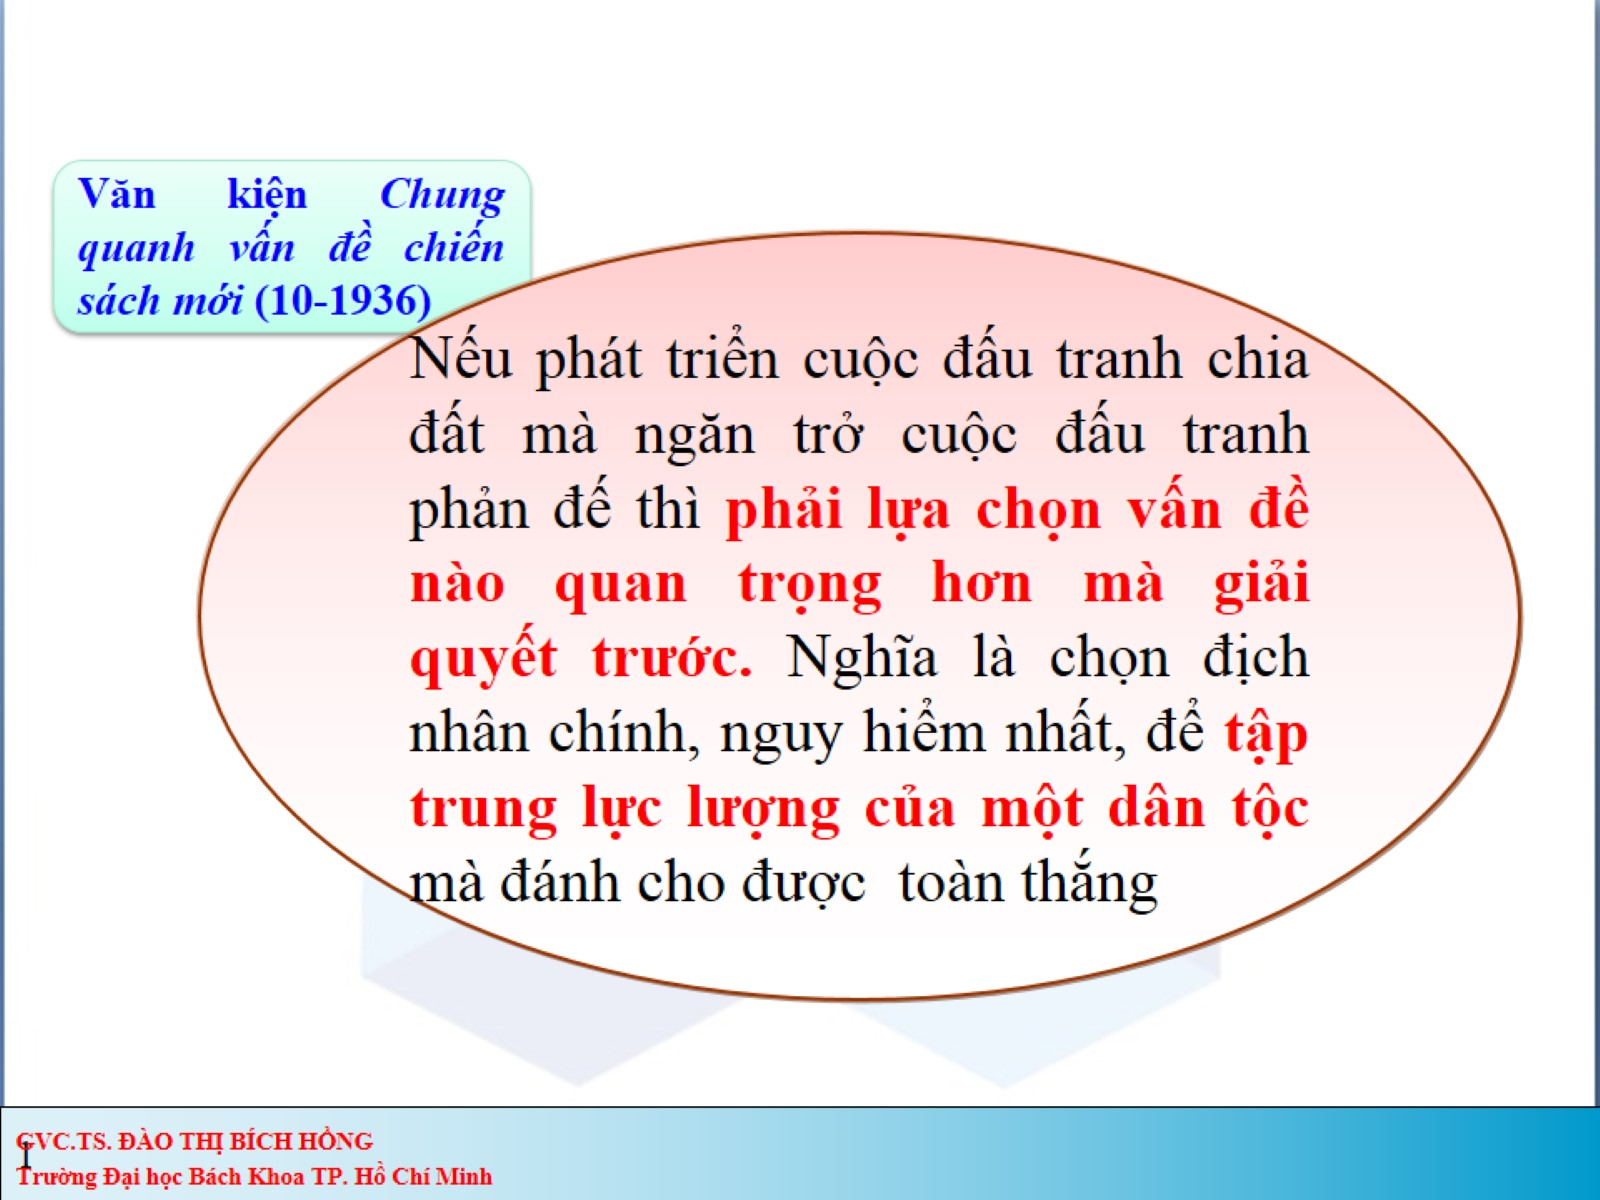 Văn kiện Chung
quanh vấn đề chiến
sách mới (10-1936)
Nếu phát triển cuộc đấu tranh chia
đất mà ngăn trở cuộc đấu tranh
phản đế thì phải lựa chọn vấn đề
nào quan trọng hơn mà giải
quyết trước. Nghĩa là chọn địch
nhân chính, nguy hiểm nhất, để tập
trung lực lượng của một dân tộc
mà đánh cho được toàn thắng
GVC.TS. ĐÀO THỊ BÍCH HỒNG
1
Trường Đại học Bách Khoa TP. Hồ Chí Minh